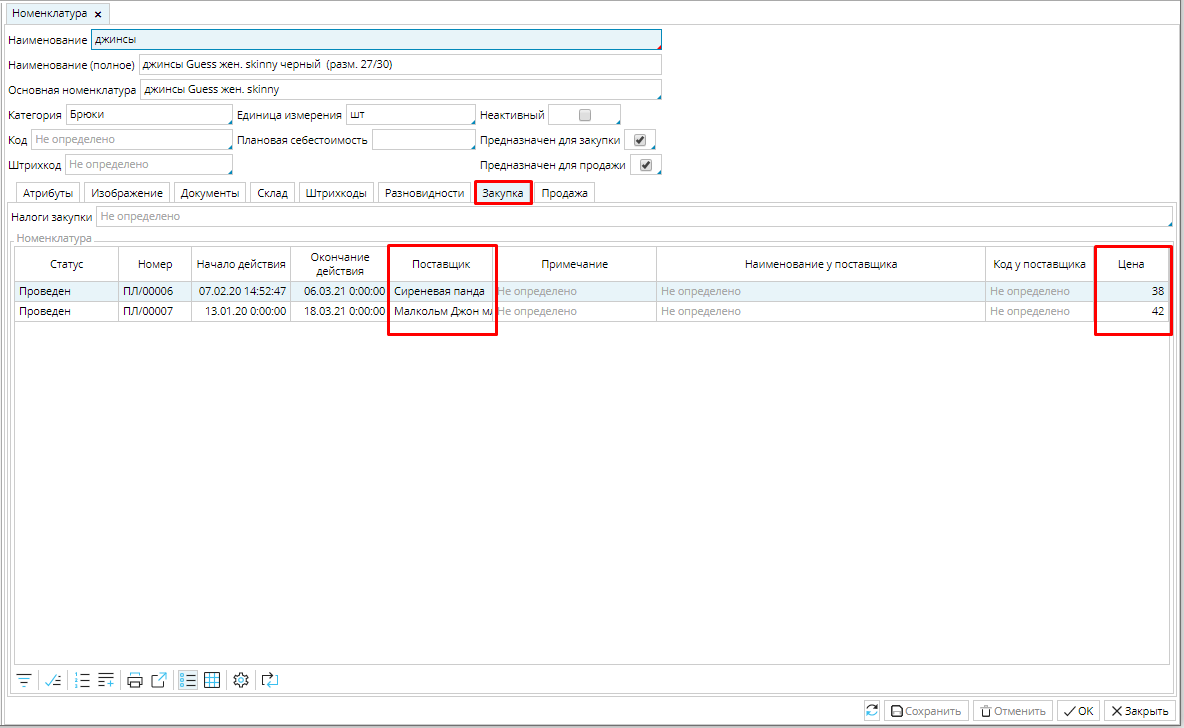 Номенклатура
Наименование джинсы
Наименование (полное) джинсы Guess жен. skinny черный (разм. 27/30)
Основная номенклатура джинсы Guess жен. skinny
Категория Брюки Единица измерения шт Неактивный
Код Не определено Плановая себестоимость Предназначен для закупки
Штрихкод Не определено Предназначен для продажи
Атрибуты Изображение Документы Склад Штрихкоды Разновидности Закупка Продажа
Налоги закупки Не определено
Номенклатура
Статус Номер Начало действия Окончание действия Поставщик Примечание Наименование у поставщика Код у поставщика Цена
Проведен ПЛ/00006 07.02.20 14:52:47 06.03.21 0:00:00 Сиреневая панда Не определено Не определено Не определено 38
Проведен ПЛ/00007 13.01.20 0:00:00 18.03.21 0:00:00 Малкольм Джон Не определено Не определено Не определено 42
Сохранить Отменить ОК Закрыть